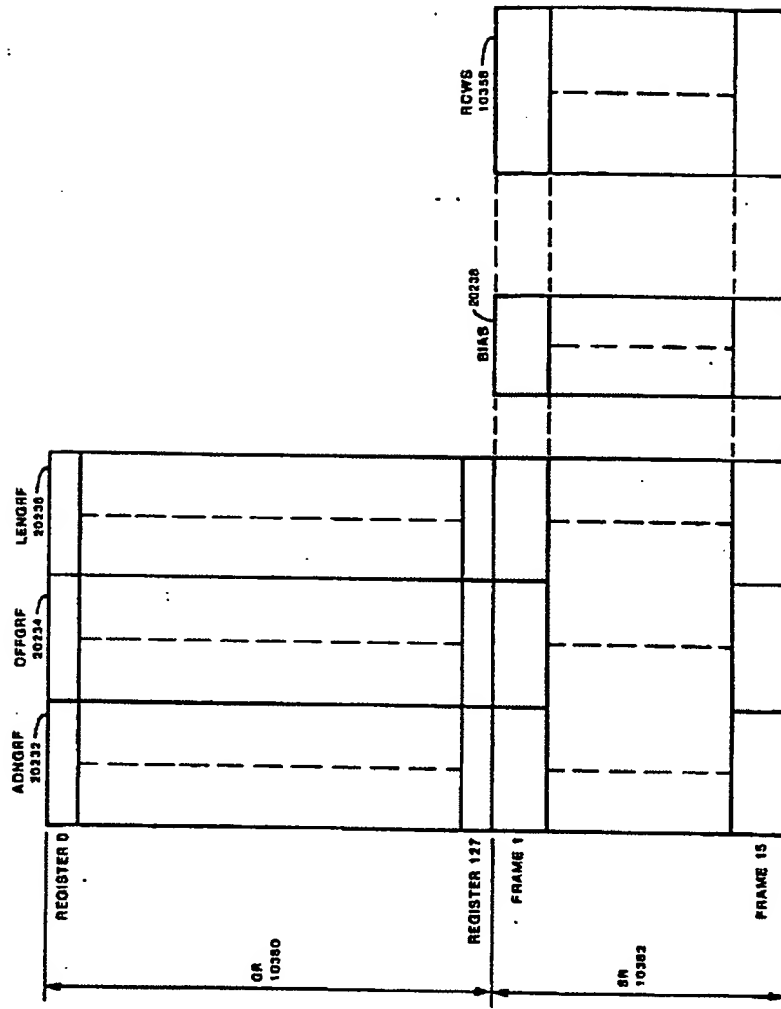 ADNGRF
20232
OFFGRF
20234
LENGRF
20236
BIAS
20238
RCWS
10358
REGISTER 0
REGISTER 127
FRAME 1
FRAME 15
GR
10360
SR
10362